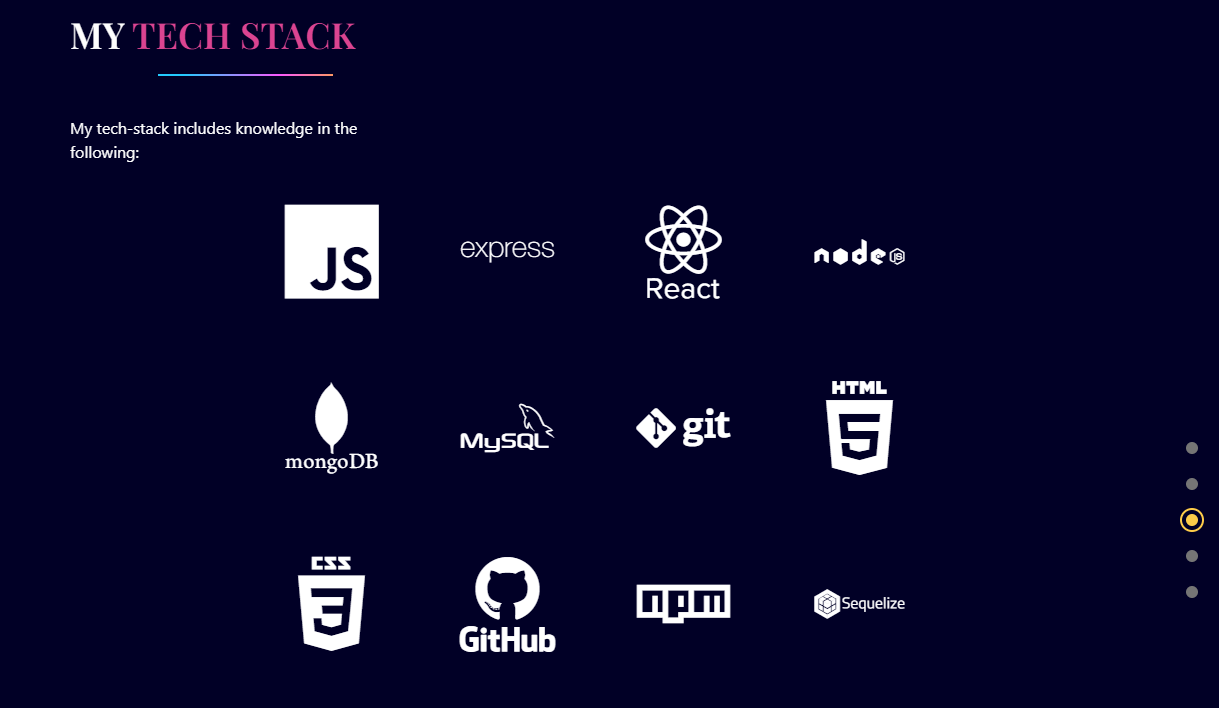 MY TECH STACK
My tech-stack includes knowledge in the
following:
JS
express
React
node
JS
mongoDB
MySQL
git
HTML
5
CSS
3
GitHub
npm
Sequelize